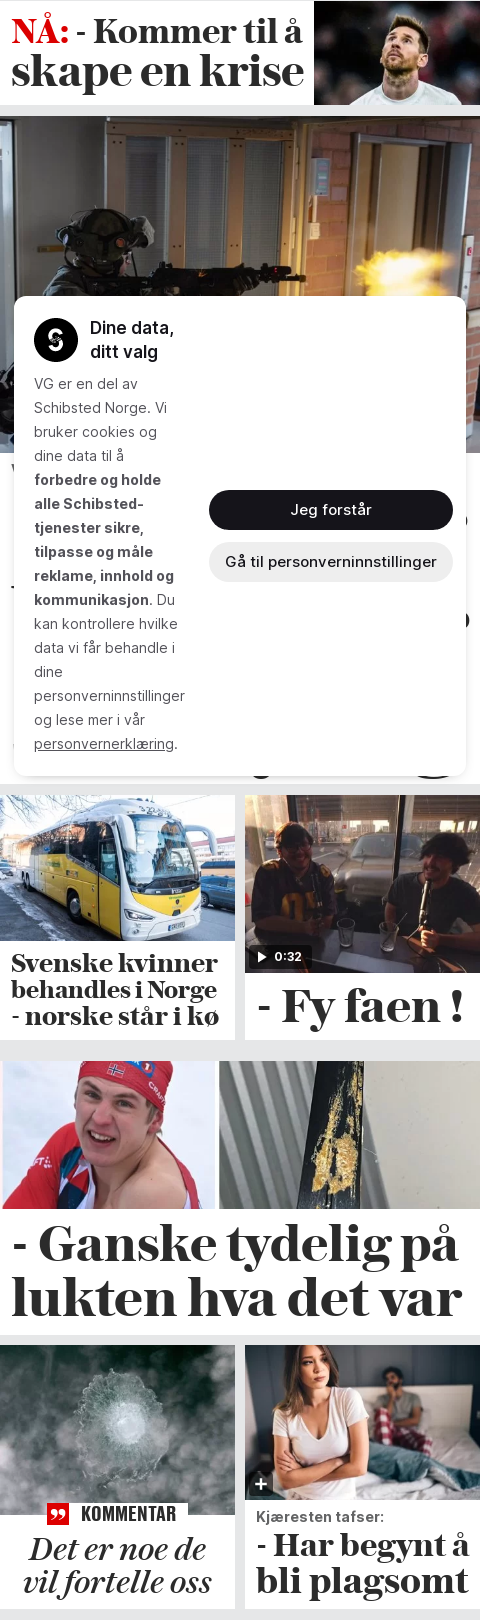 NÅ: - Kommer til å
skape en krise
Dine data,
ditt valg
VG er en del av
Schibsted Norge. Vi
bruker cookies og
dine data til å
forbedre og holde
alle Schibsted-
tjenester sikre,
tilpasse og måle
reklame, innhold og
kommunikasjon. Du
kan kontrollere hvilke
data vi får behandle i
dine
personverninnstillinger
og lese mer i vår
personvernerklæring.
Jeg forstår
Gå til personverninnstillinger
Svenske kvinner
behandles i Norge
- norske står i kø
0:32
- Fy faen !
- Ganske tydelig på
lukten hva det var
KOMMENTAR
Det er noe de
vil fortelle oss
Kjæresten tafser:
- Har begynt å
bli plagsomt